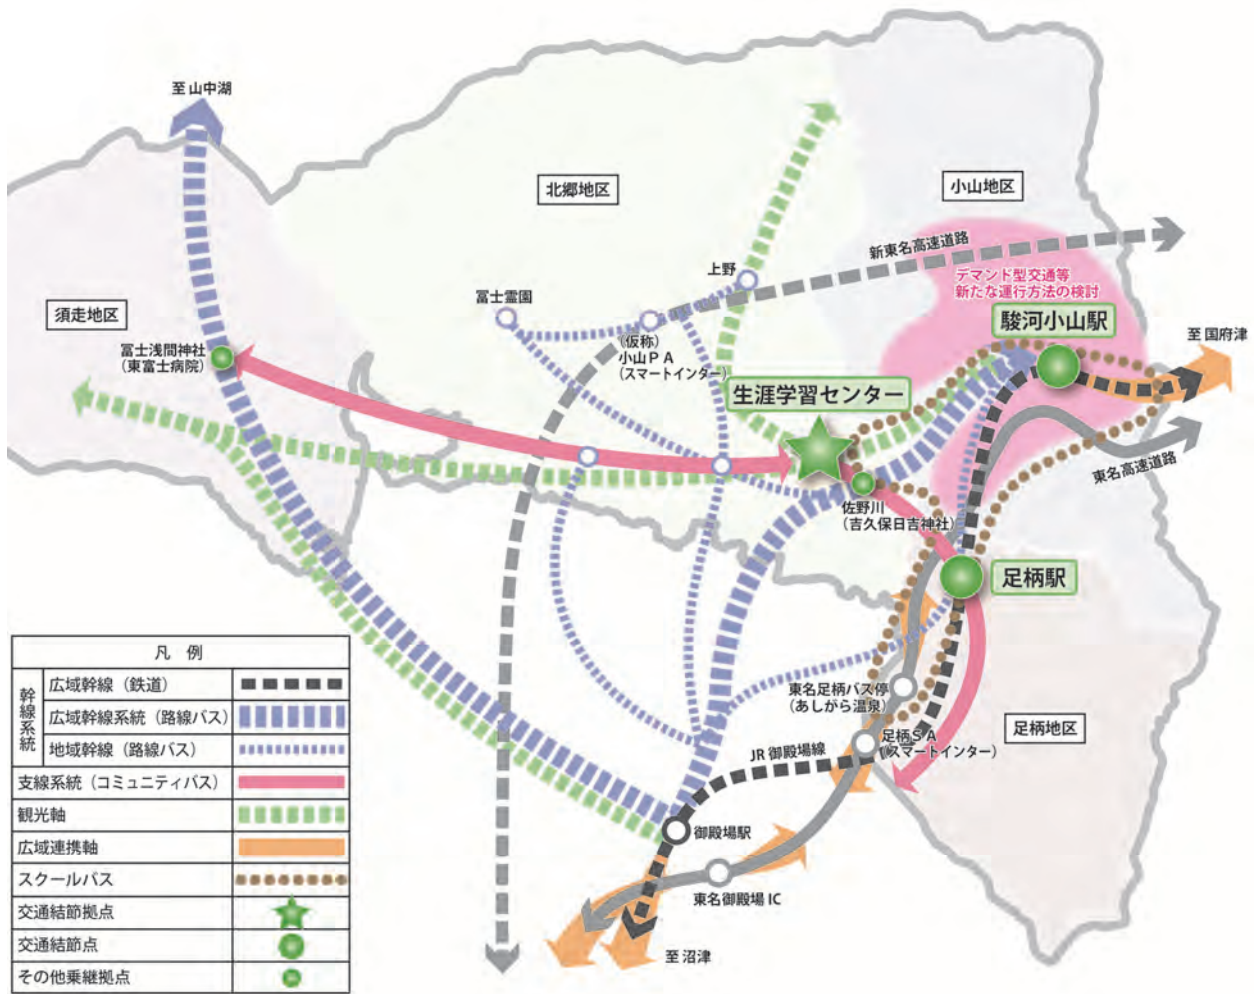 至 山中湖
北郷地区
小山地区
新東名高速道路
上野
デマンド型交通等
新たな運行方法の検討
冨士霊園
須走地区
駿河小山駅
至 国府津
(仮称)
小山PA
(スマートインター)
冨士浅間神社
(東富士病院)
生涯学習センター
東名高速道路
佐野川
(吉久保日吉神社)
足柄駅
東名足柄バス停
(あしがら温泉)
足柄地区
足柄SA
(スマートインター)
JR 御殿場線
御殿場駅
東名御殿場 IC
至 沼津
凡 例
幹線系統
広域幹線(鉄道)
広域幹線系統(路線バス)
地域幹線(路線バス)
支線系統(コミュニティバス)
観光軸
広域連携軸
スクールバス
交通結節拠点
交通結節点
その他乗継拠点